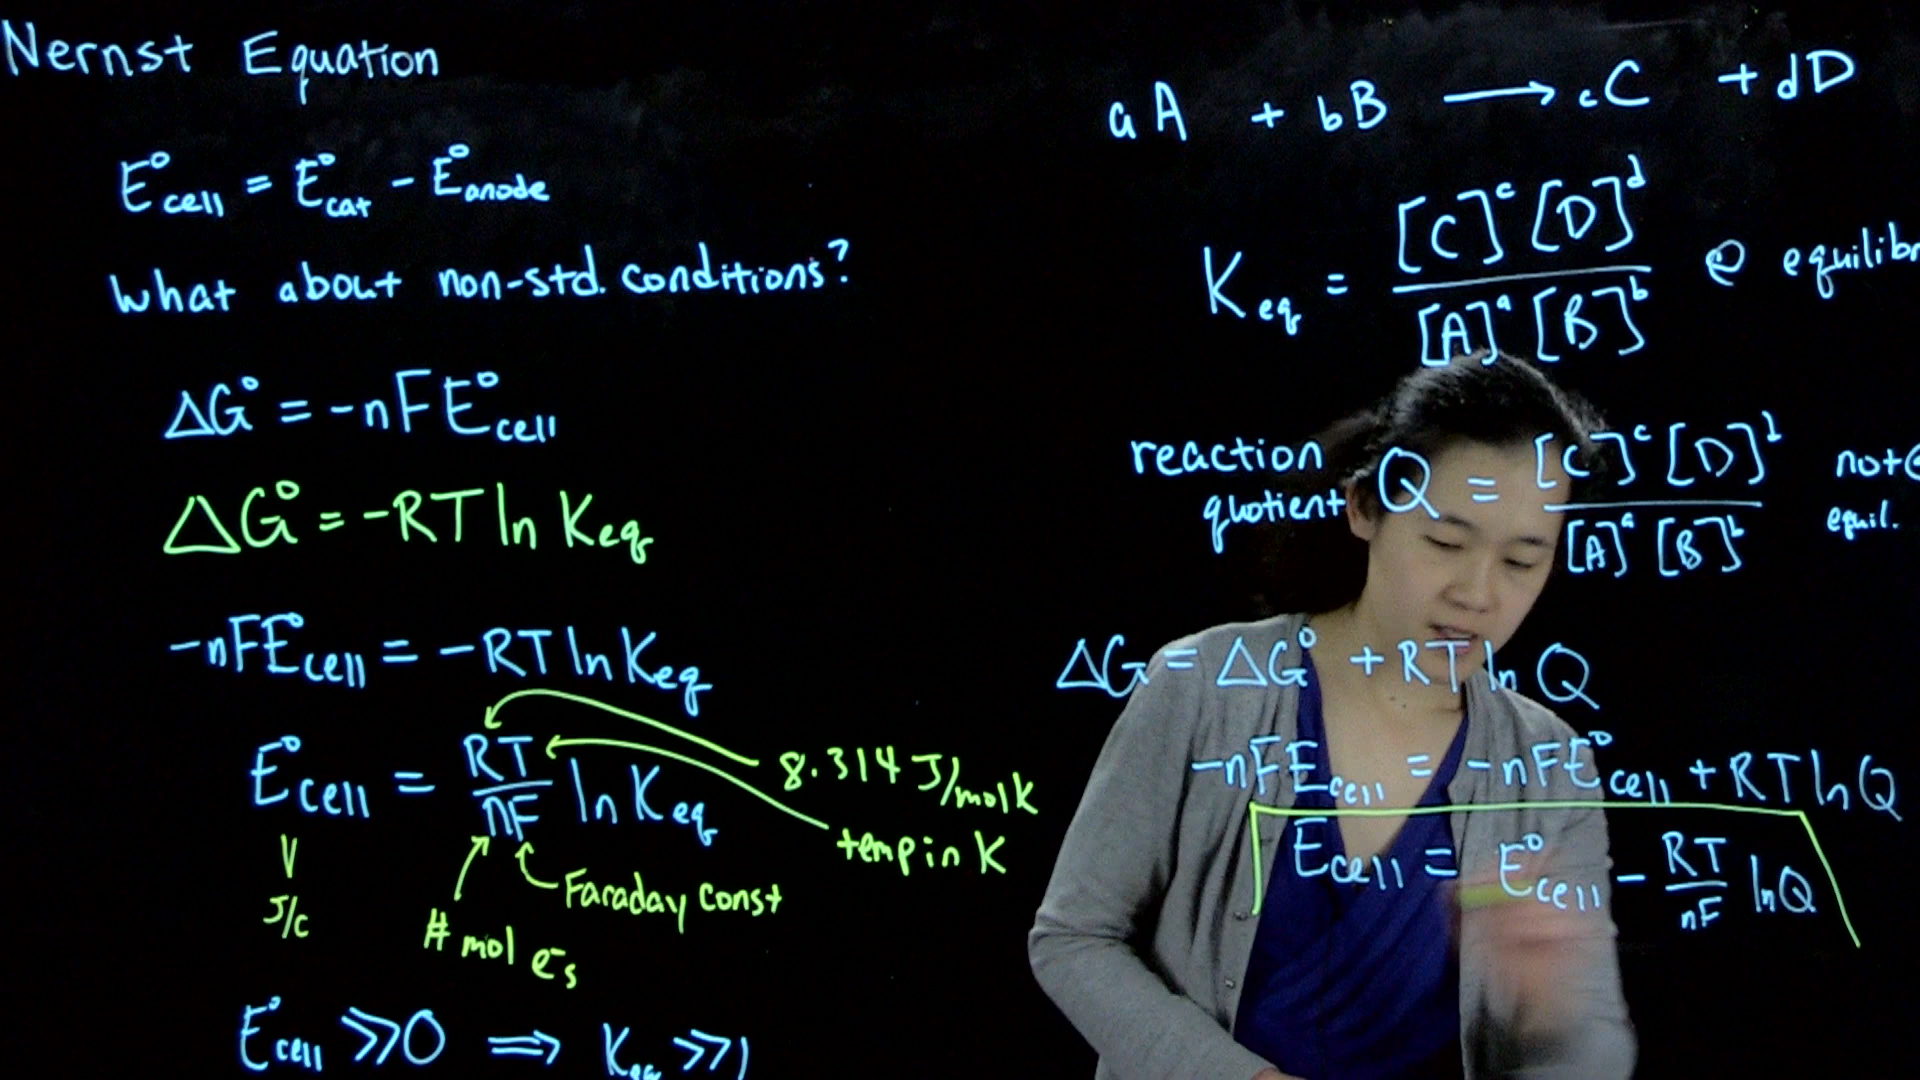 Nernst Equation
E°cell = E°cat - E°anode
What about non-std. conditions?
ΔG° = -nFE°cell
ΔG° = -RT ln Keq
-nFE°cell = -RT ln Keq
E°cell = RT/nF ln Keq
8.314 J/mol K
temp in K
V
J/C
Faraday Const
# mol e⁻s
E°cell >> 0 ⇒ Keq >> 1
aA + bB → cC + dD
Keq = [C]^c [D]^d / [A]^a [B]^b @
reaction quotient Q = [C]^c [D]^d / [A]^a [B]^b not @ equil.
ΔG = ΔG° + RT ln Q
-nFEcell = -nFE°cell + RT ln Q
Ecell = E°cell - RT/nF lnQ